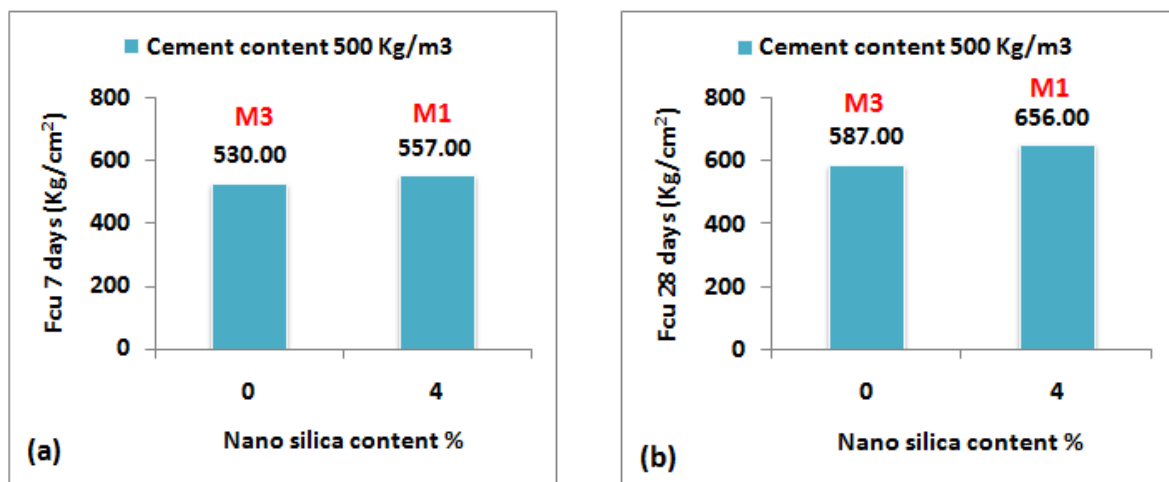 Cement content 500 Kg/m3
Fcu 7 days (Kg/cm²)
800
600
400
200
0
M3
530.00
M1
557.00
0
4
Nano silica content %
(a)
Cement content 500 Kg/m3
Fcu 28 days (Kg/cm²)
800
600
400
200
0
M3
587.00
M1
656.00
0
4
Nano silica content %
(b)